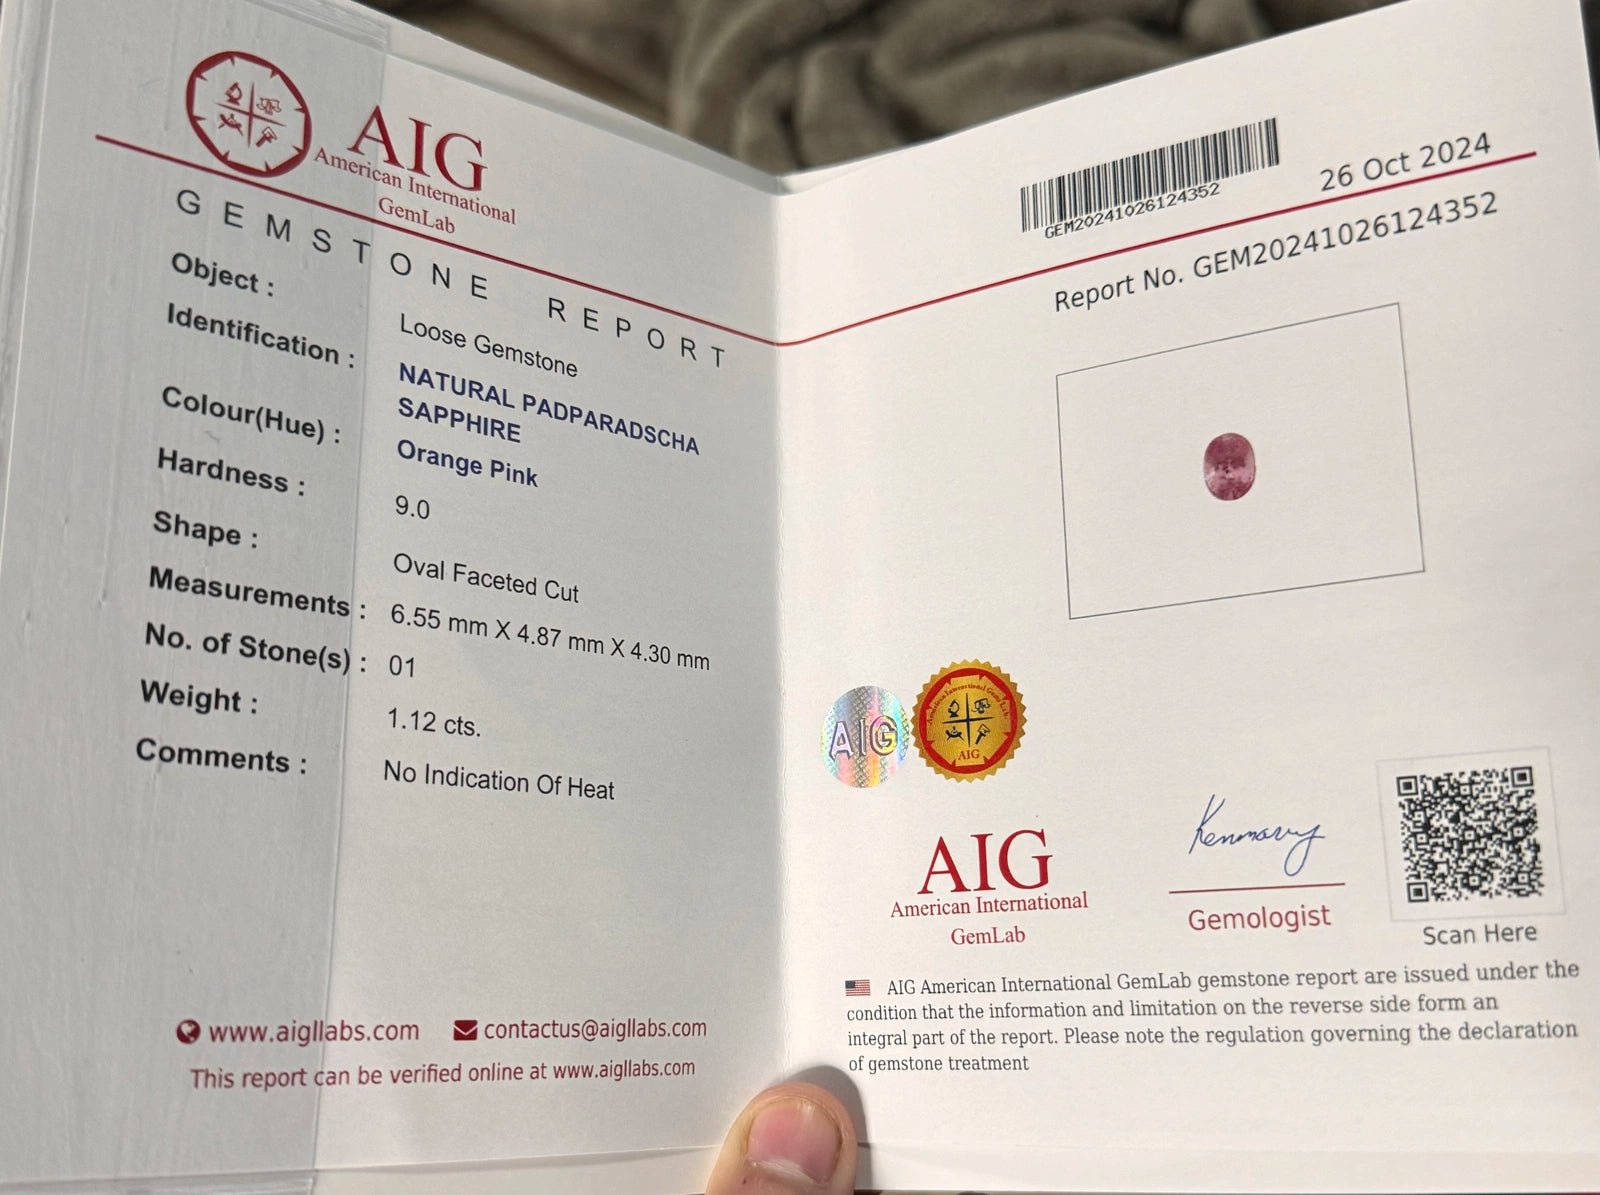 AIG
American International
GemLab
GEMSTONE REPORT
Object : Loose Gemstone
Identification : NATURAL PADPARADSCHA
SAPPHIRE
Colour(Hue) : Orange Pink
Hardness : 9.0
Shape : Oval Faceted Cut
Measurements : 6.55 mm X 4.87 mm X 4.30 mm
No. of Stone(s) : 01
Weight : 1.12 cts.
Comments : No Indication Of Heat
www.aigllabs.com contactus@aigllabs.com
This report can be verified online at www.aigllabs.com
GEM20241026124352
26 Oct 2024
Report No. GEM20241026124352
AIG
American International Gem Lab
AIG
AIG
American International
GemLab
Kenmarvy
Gemologist
Scan Here
AIG American International GemLab gemstone report are issued under the
condition that the information and limitation on the reverse side form an
integral part of the report. Please note the regulation governing the declaration
of gemstone treatment